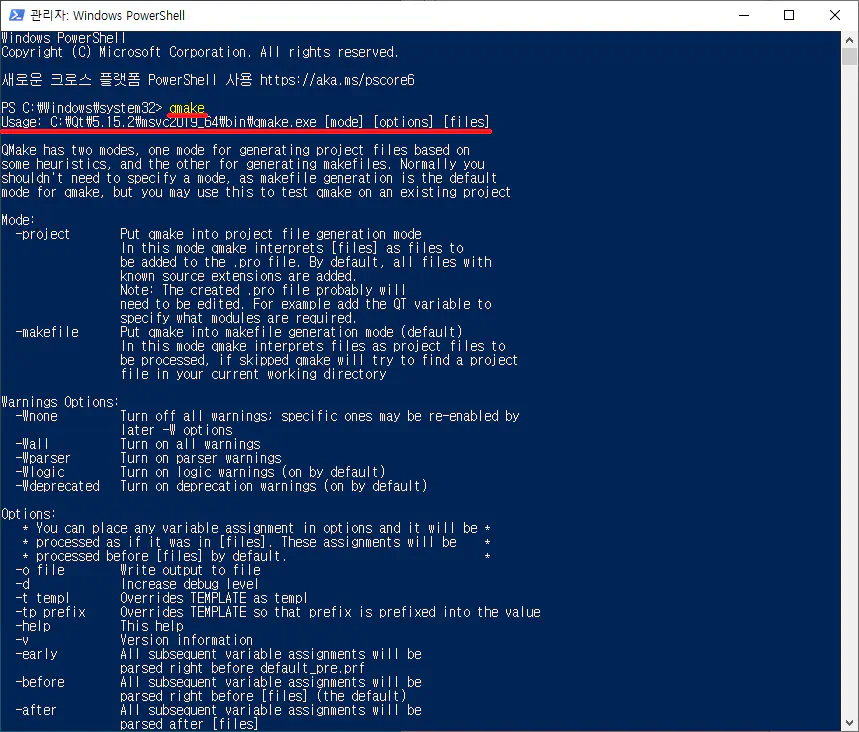 관리자: Windows PowerShell
Windows PowerShell
Copyright (C) Microsoft Corporation. All rights reserved.
새로운 크로스 플랫폼 PowerShell 사용 https://aka.ms/pscore6
PS C:₩Windows₩system32> qmake
Usage: C:₩Qt₩5.15.2₩msvc2019_64₩bin₩qmake.exe [mode] [options] [files]
QMake has two modes, one mode for generating project files based on
some heuristics, and the other for generating makefiles. Normally you
shouldn't need to specify a mode, as makefile generation is the default
mode for qmake, but you may use this to test qmake on an existing project
Mode:
-project Put qmake into project file generation mode
In this mode qmake interprets [files] as files to
be added to the .pro file. By default, all files with
known source extensions are added.
Note: The created .pro file probably will
need to be edited. For example add the QT variable to
specify what modules are required.
-makefile Put qmake into makefile generation mode (default)
In this mode qmake interprets files as project files to
be processed, if skipped qmake will try to find a project
file in your current working directory
Warnings Options:
-Wnone Turn off all warnings; specific ones may be re-enabled by
later -W options
-Wall Turn on all warnings
-Wparser Turn on parser warnings
-Wlogic Turn on logic warnings (on by default)
-Wdeprecated Turn on deprecation warnings (on by default)
Options:
* You can place any variable assignment in options and it will be *
* processed as if it was in [files]. These assignments will be *
* processed before [files] by default. *
-o file Write output to file
-d Increase debug level
-t templ Overrides TEMPLATE as templ
-tp prefix Overrides TEMPLATE so that prefix is prefixed into the value
-help This help
-v Version information
-early All subsequent variable assignments will be
parsed right before default_pre.prf
-before All subsequent variable assignments will be
parsed right before [files] (the default)
-after All subsequent variable assignments will be
parsed after [files]